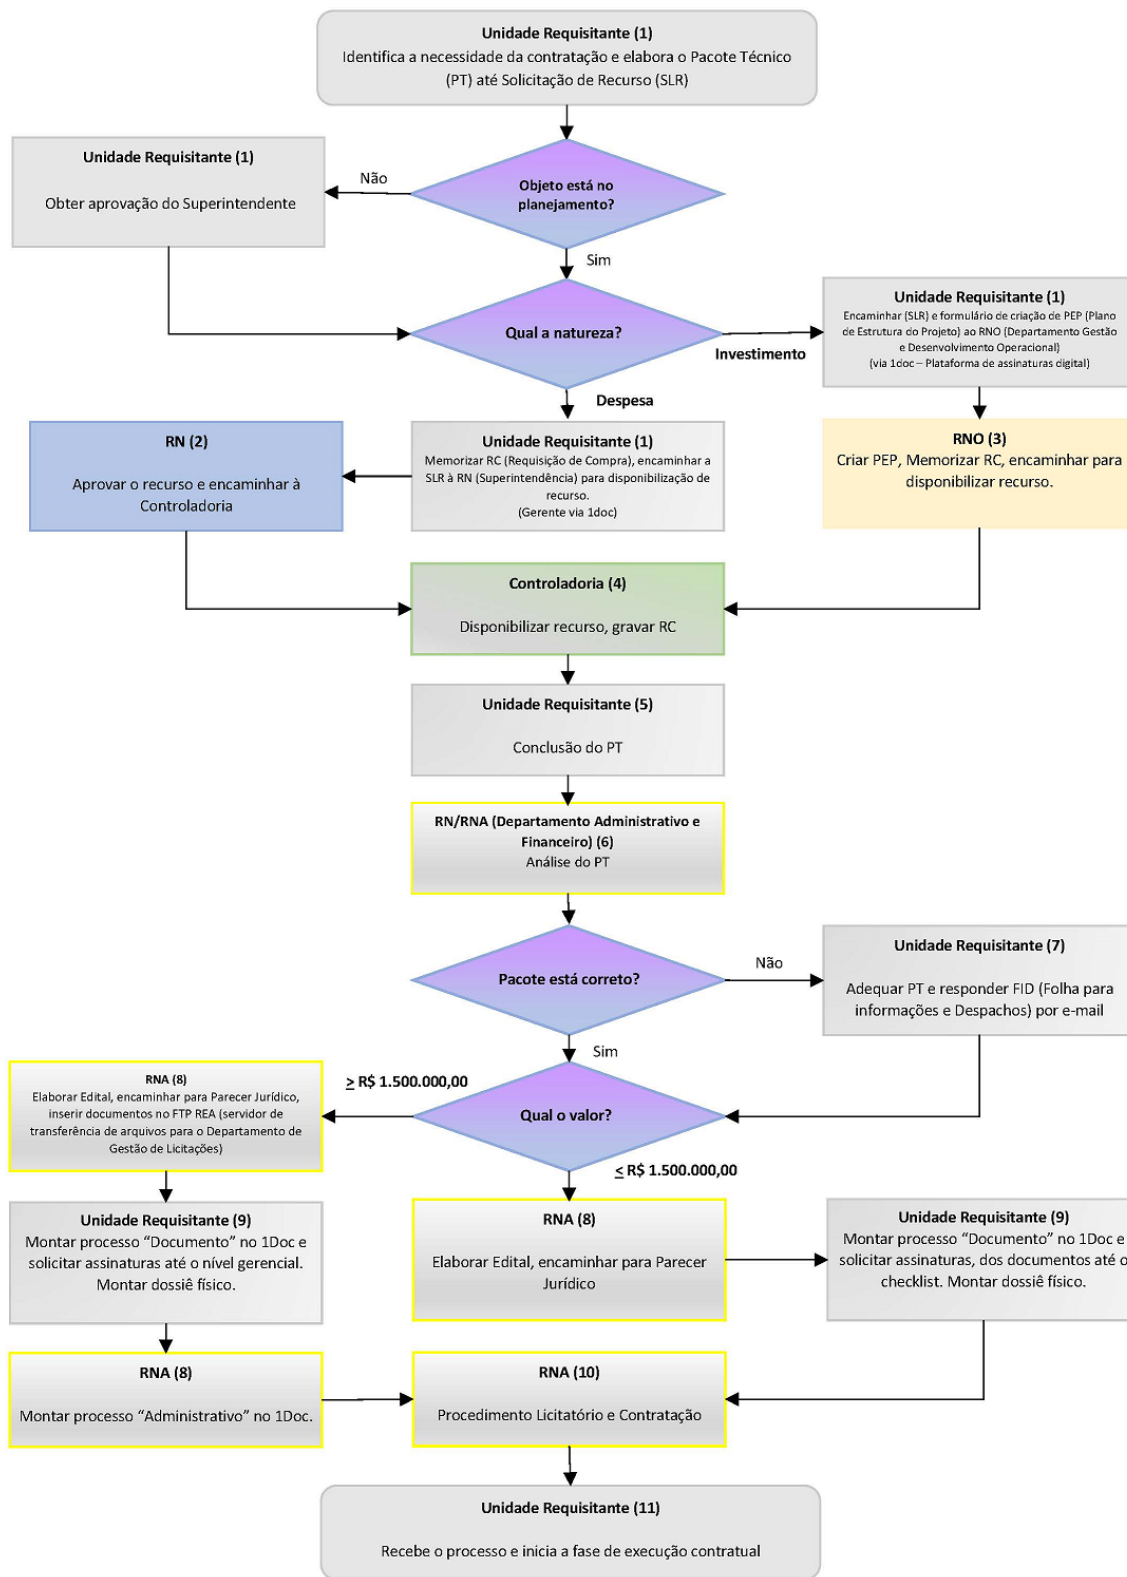 Unidade Requisitante (1)
Identifica a necessidade da contratação e elabora o Pacote Técnico
(PT) até Solicitação de Recurso (SLR)
Objeto está no
planejamento?
Não
Unidade Requisitante (1)
Obter aprovação do Superintendente
Sim
Qual a natureza?
Investimento
Unidade Requisitante (1)
Encaminhar (SLR) e formulário de criação de PEP (Plano
de Estrutura do Projeto) ao RNO (Departamento Gestão
e Desenvolvimento Operacional)
(via 1doc – Plataforma de assinaturas digital)
Despesa
RN (2)
Aprovar o recurso e encaminhar à
Controladoria
Unidade Requisitante (1)
Memorizar RC (Requisição de Compra), encaminhar a
SLR à RN (Superintendência) para disponibilização de
recurso.
(Gerente via 1doc)
RNO (3)
Criar PEP, Memorizar RC, encaminhar para
disponibilizar recurso.
Controladoria (4)
Disponibilizar recurso, gravar RC
Unidade Requisitante (5)
Conclusão do PT
RN/RNA (Departamento Administrativo e
Financeiro) (6)
Análise do PT
Pacote está correto?
Não
Unidade Requisitante (7)
Adequar PT e responder FID (Folha para
informações e Despachos) por e-mail
Sim
Qual o valor?
≥ R$ 1.500.000,00
RNA (8)
Elaborar Edital, encaminhar para Parecer Jurídico,
inserir documentos no FTP REA (servidor de
transferência de arquivos para o Departamento de
Gestão de Licitações)
≤ R$ 1.500.000,00
Unidade Requisitante (9)
Montar processo “Documento” no 1Doc e
solicitar assinaturas até o nível gerencial.
Montar dossiê físico.
RNA (8)
Elaborar Edital, encaminhar para Parecer
Jurídico
Unidade Requisitante (9)
Montar processo “Documento” no 1Doc e
solicitar assinaturas, dos documentos até o
checklist. Montar dossiê físico.
RNA (8)
Montar processo “Administrativo” no 1Doc.
RNA (10)
Procedimento Licitatório e Contratação
Unidade Requisitante (11)
Recebe o processo e inicia a fase de execução contratual